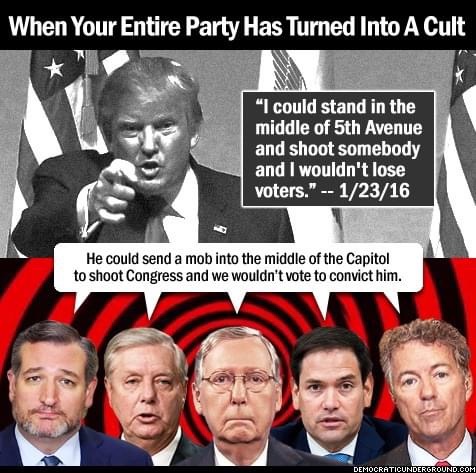 When Your Entire Party Has Turned Into A Cult
“I could stand in the
middle of 5th Avenue
and shoot somebody
and I wouldn't lose
voters.” -- 1/23/16
He could send a mob into the middle of the Capitol
to shoot Congress and we wouldn’t vote to convict him.
DEMOCRATICUNDERGROUND.COM